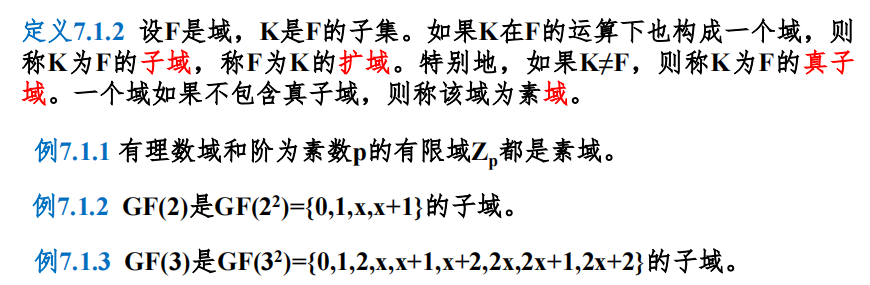 定义7.1.2 设F是域，K是F的子集。如果K在F的运算下也构成一个域，则
称K为F的子域，称F为K的扩域。特别地，如果K≠F，则称K为F的真子
域。一个域如果不包含真子域，则称该域为素域。
例7.1.1 有理数域和阶为素数p的有限域Zₚ都是素域。
例7.1.2 GF(2)是GF(2²)={0,1,x,x+1}的子域。
例7.1.3 GF(3)是GF(3²)={0,1,2,x,x+1,x+2,2x,2x+1,2x+2}的子域。